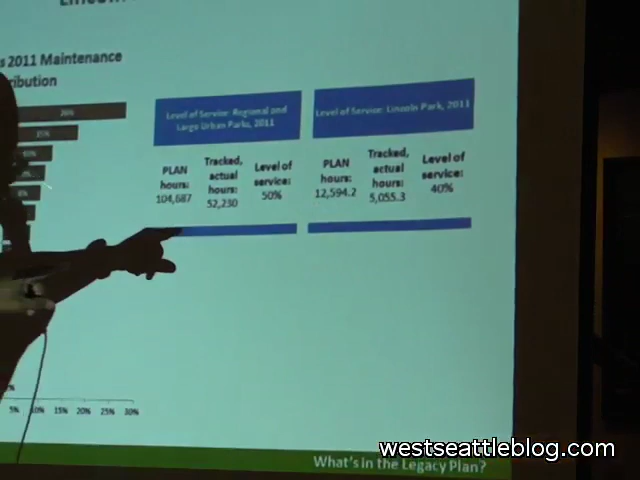 s 2011 Maintenance
ribution
26%
15%
Level of Service: Regional and
Large Urban Parks, 2011
Level of Service: Lincoln Park, 2011
PLAN
hours:
104,687
Tracked,
actual
hours:
52,230
Level of
service:
50%
PLAN
hours:
12,594.2
Tracked,
actual
hours:
5,055.3
Level of
service:
40%
5% 10% 15% 20% 25% 30%
What's in the Legacy Plan?
westseattleblog.com